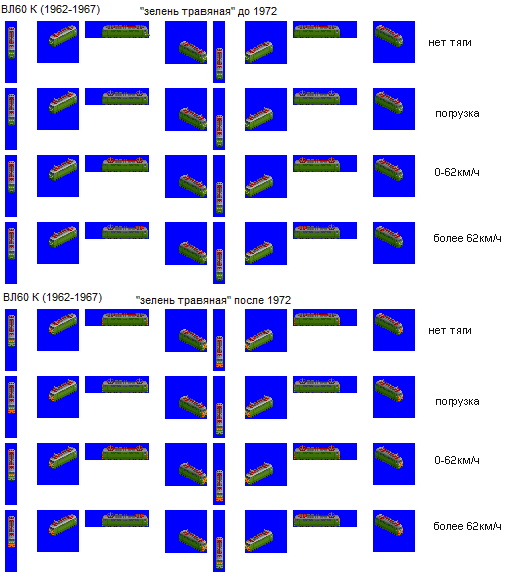 ВЛ60 К (1962-1967) "зелень травяная" до 1972
нет тяги
погрузка
0-62км/ч
более 62км/ч
ВЛ60 К (1962-1967) "зелень травяная" после 1972
нет тяги
погрузка
0-62км/ч
более 62км/ч